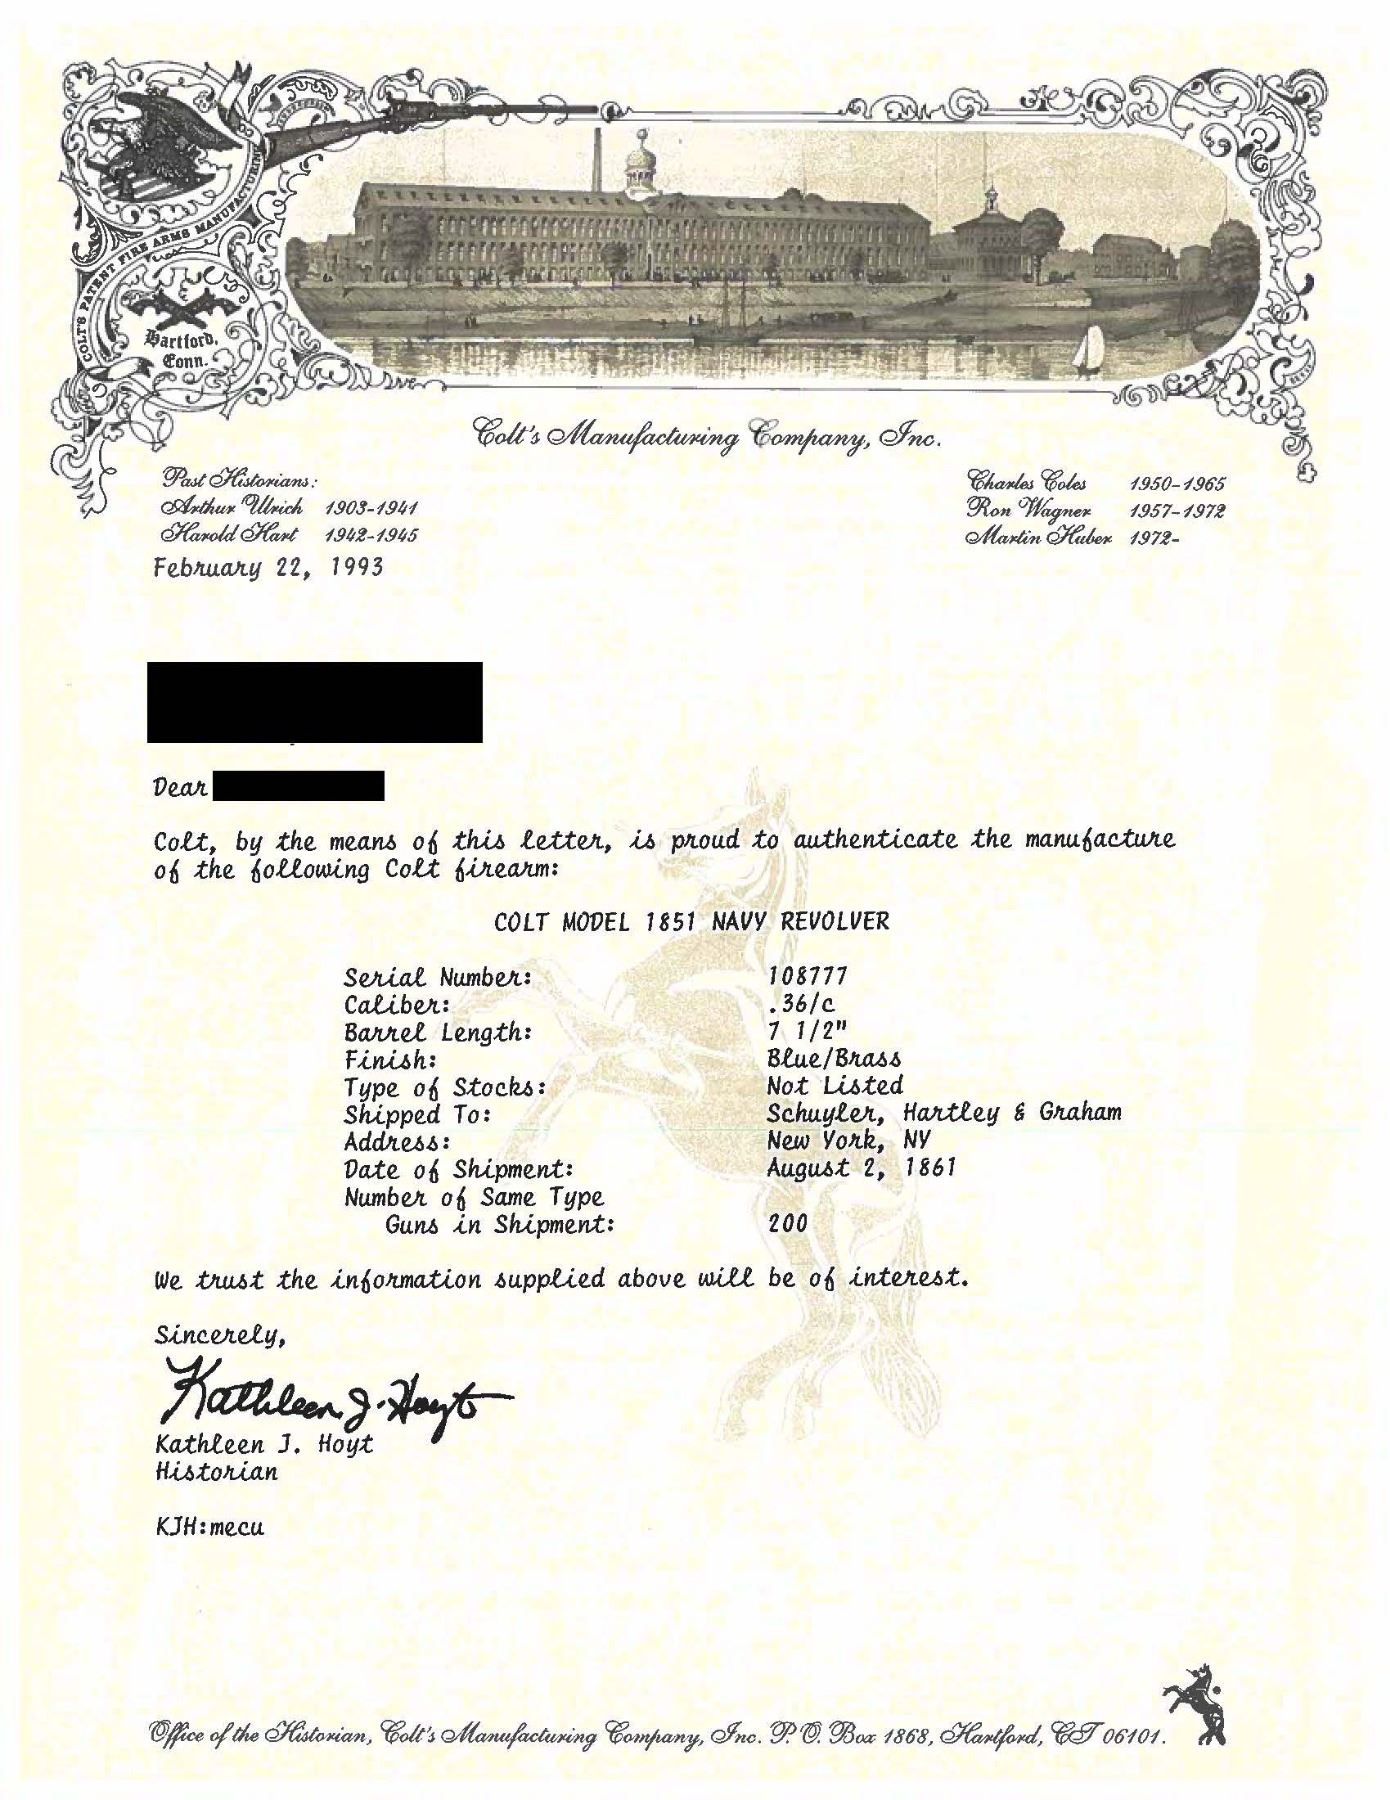 COLT'S PATENT FIRE ARMS MANUFACTURING
Hartford,
Conn.
Colt's Manufacturing Company, Inc.
Past Historians:
Arthur Ulrich 1903-1941
Harold Hart 1942-1945
Charles Coles 1950-1965
Ron Wagner 1957-1972
Martin Huber 1972-
February 22, 1993
Dear
Colt, by the means of this letter, is proud to authenticate the manufacture
of the following Colt firearm:
COLT MODEL 1851 NAVY REVOLVER
Serial Number: 108777
Caliber: .36/c
Barrel Length: 7 1/2"
Finish: Blue/Brass
Type of Stocks: Not Listed
Shipped To: Schuyler, Hartley & Graham
Address: New York, NY
Date of Shipment: August 2, 1861
Number of Same Type
Guns in Shipment: 200
We trust the information supplied above will be of interest.
Sincerely,
Kathleen J. Hoyt
Kathleen J. Hoyt
Historian
KJH:mecu
Office of the Historian, Colt's Manufacturing Company, Inc. P.O. Box 1868, Hartford, CT 06101.